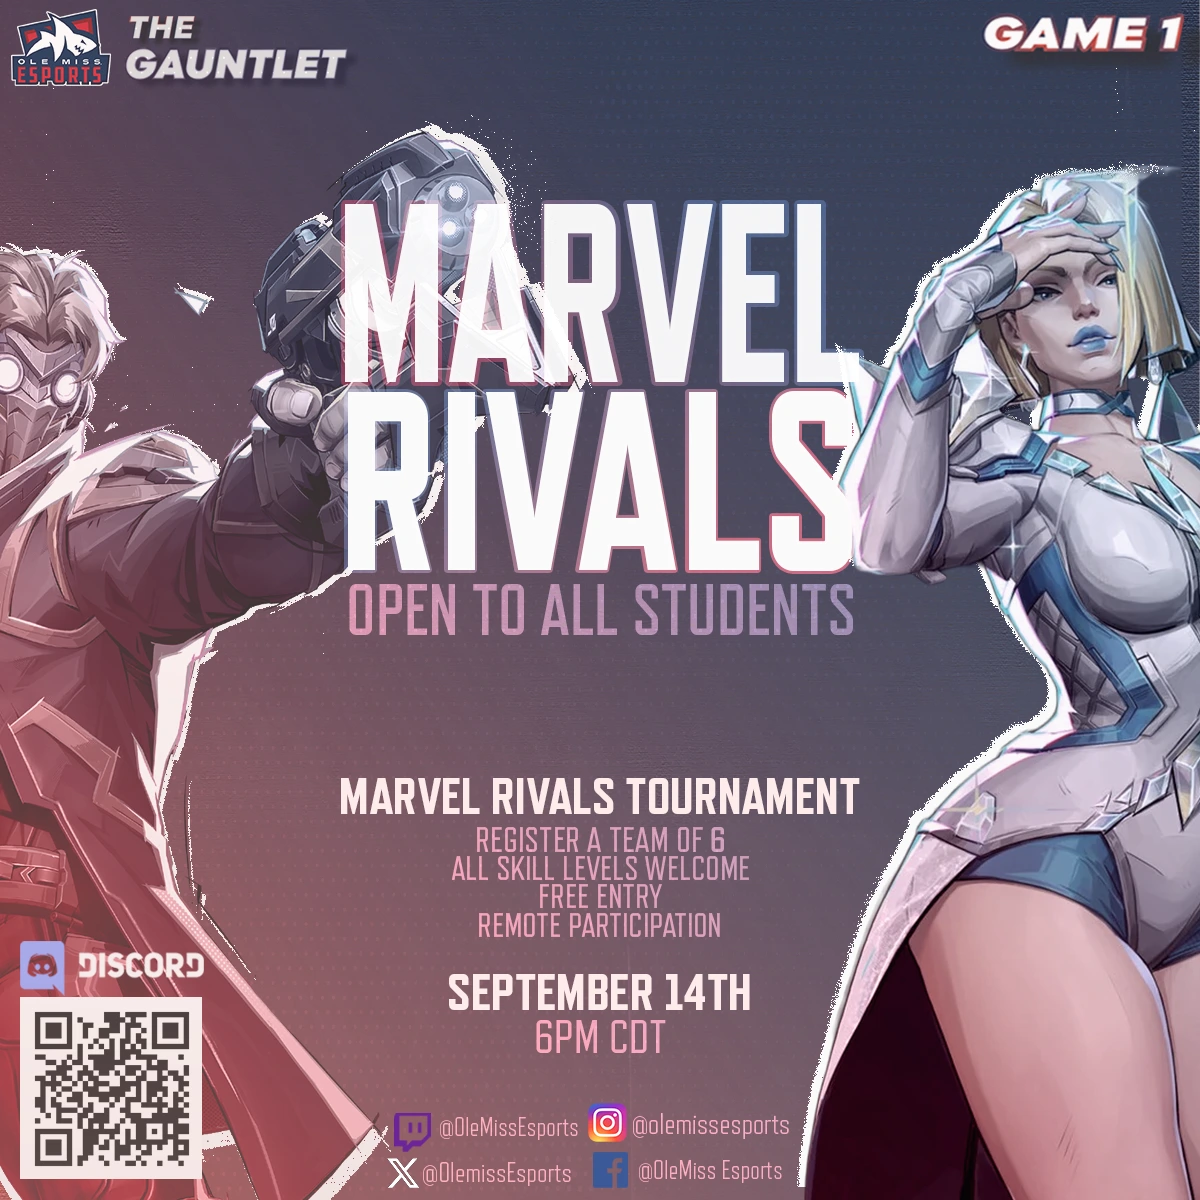 OLE MISS
ESPORTS
THE
GAUNTLET
GAME 1
MARVEL
RIVALS
OPEN TO ALL STUDENTS
MARVEL RIVALS TOURNAMENT
REGISTER A TEAM OF 6
ALL SKILL LEVELS WELCOME
FREE ENTRY
REMOTE PARTICIPATION
SEPTEMBER 14TH
6PM CDT
DISCORD
@OleMissEsports
@olemissesports
@OlemissEsports
@OleMiss Esports